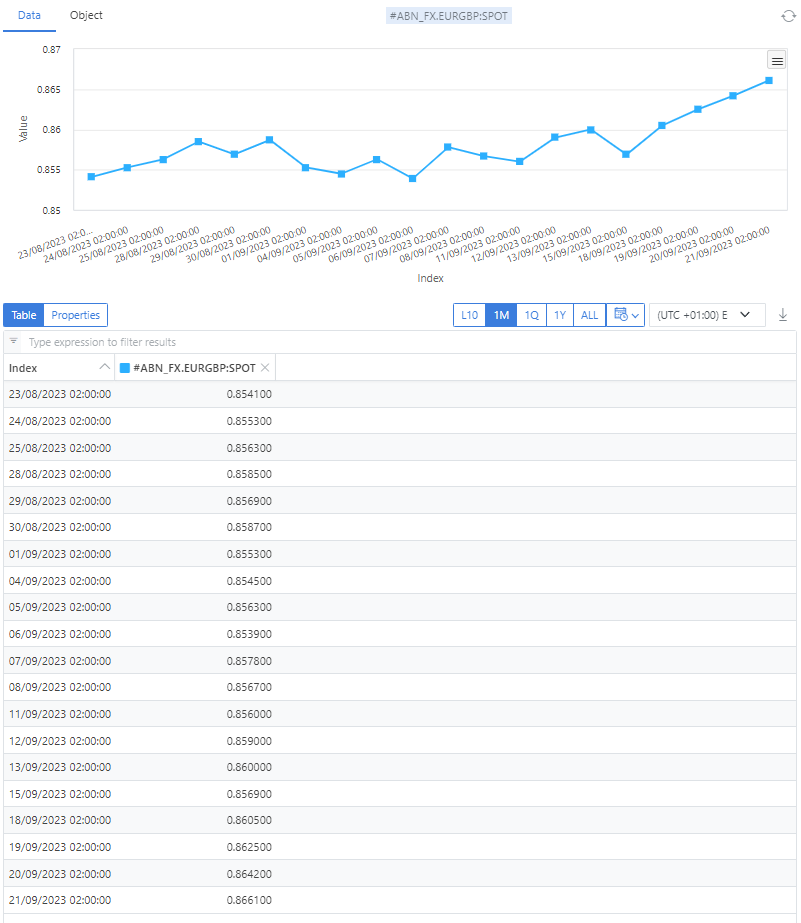 Data Object #ABN_FX.EURGBP:SPOT
0.87
0.865
0.86
0.855
0.85
Value
23/08/2023 02:0...
24/08/2023 02:00:00
25/08/2023 02:00:00
28/08/2023 02:00:00
29/08/2023 02:00:00
30/08/2023 02:00:00
01/09/2023 02:00:00
04/09/2023 02:00:00
05/09/2023 02:00:00
06/09/2023 02:00:00
07/09/2023 02:00:00
08/09/2023 02:00:00
11/09/2023 02:00:00
12/09/2023 02:00:00
13/09/2023 02:00:00
15/09/2023 02:00:00
18/09/2023 02:00:00
19/09/2023 02:00:00
20/09/2023 02:00:00
21/09/2023 02:00:00
Index
Table Properties L10 1M 1Q 1Y ALL (UTC +01:00) E
Type expression to filter results
Index #ABN_FX.EURGBP:SPOT
23/08/2023 02:00:00 0.854100
24/08/2023 02:00:00 0.855300
25/08/2023 02:00:00 0.856300
28/08/2023 02:00:00 0.858500
29/08/2023 02:00:00 0.856900
30/08/2023 02:00:00 0.858700
01/09/2023 02:00:00 0.855300
04/09/2023 02:00:00 0.854500
05/09/2023 02:00:00 0.856300
06/09/2023 02:00:00 0.853900
07/09/2023 02:00:00 0.857800
08/09/2023 02:00:00 0.856700
11/09/2023 02:00:00 0.856000
12/09/2023 02:00:00 0.859000
13/09/2023 02:00:00 0.860000
15/09/2023 02:00:00 0.856900
18/09/2023 02:00:00 0.860500
19/09/2023 02:00:00 0.862500
20/09/2023 02:00:00 0.864200
21/09/2023 02:00:00 0.866100